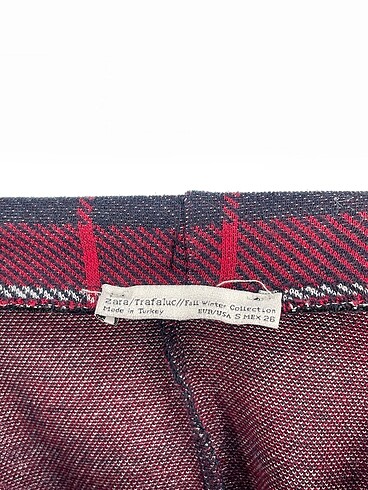 Zara/Trafaluc//Fall Winter Collection
Made in Turkey EUR/USA S MEX 26